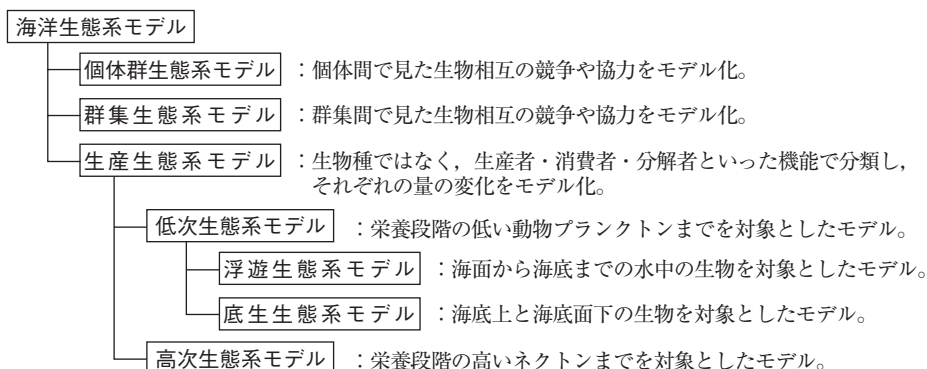 海洋生態系モデル
個体群生態系モデル：個体間で見た生物相互の競争や協力をモデル化。
群集生態系モデル：群集間で見た生物相互の競争や協力をモデル化。
生産生態系モデル：生物種ではなく，生産者・消費者・分解者といった機能で分類し，
それぞれの量の変化をモデル化。
低次生態系モデル：栄養段階の低い動物プランクトンまでを対象としたモデル。
浮遊生態系モデル：海面から海底までの水中の生物を対象としたモデル。
底生生態系モデル：海底上と海底面下の生物を対象としたモデル。
高次生態系モデル：栄養段階の高いネクトンまでを対象としたモデル。